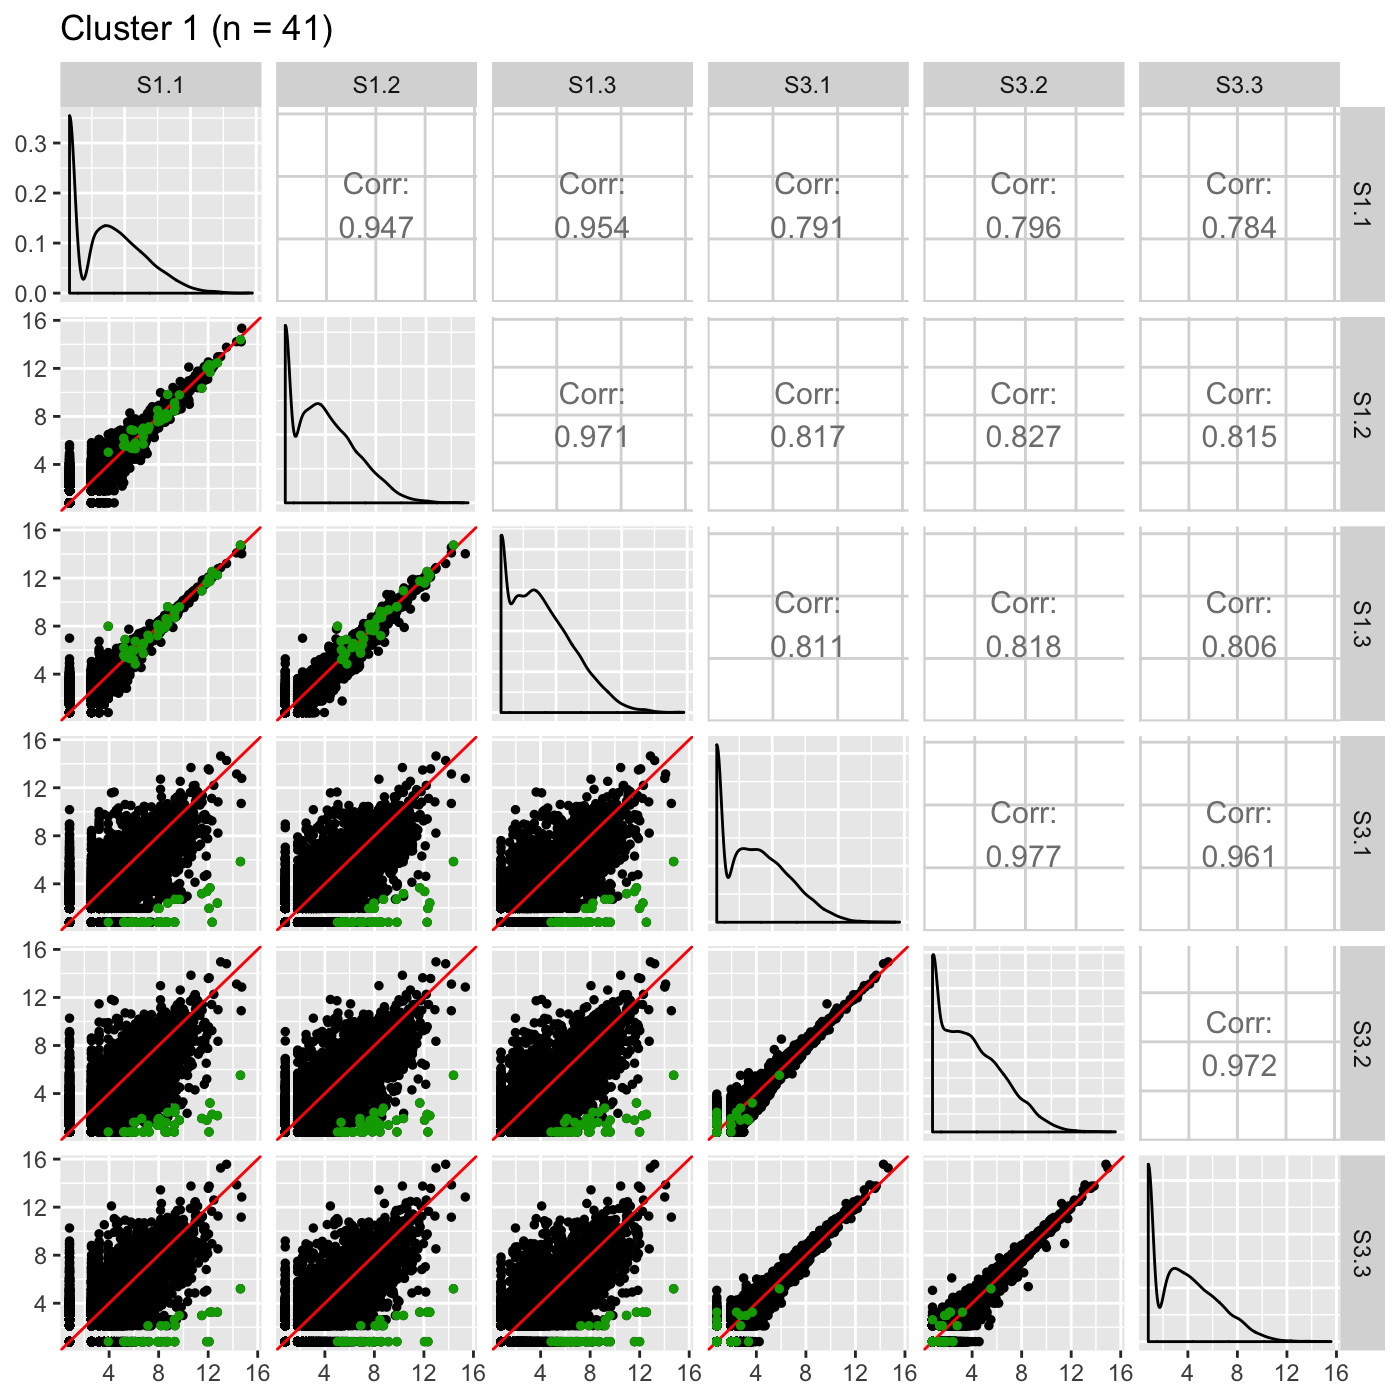 Cluster 1 (n = 41)
S1.1 S1.2 S1.3 S3.1 S3.2 S3.3
0.3
0.2
0.1
0.0
Corr: Corr: Corr: Corr: Corr:
0.947 0.954 0.791 0.796 0.784
S1.1
16
12
8
4
Corr: Corr: Corr: Corr:
0.971 0.817 0.827 0.815
S1.2
16
12
8
4
Corr: Corr: Corr:
0.811 0.818 0.806
S1.3
16
12
8
4
Corr: Corr:
0.977 0.961
S3.1
16
12
8
4
Corr:
0.972
S3.2
16
12
8
4
S3.3
4 8 12 16 4 8 12 16 4 8 12 16 4 8 12 16 4 8 12 16 4 8 12 16